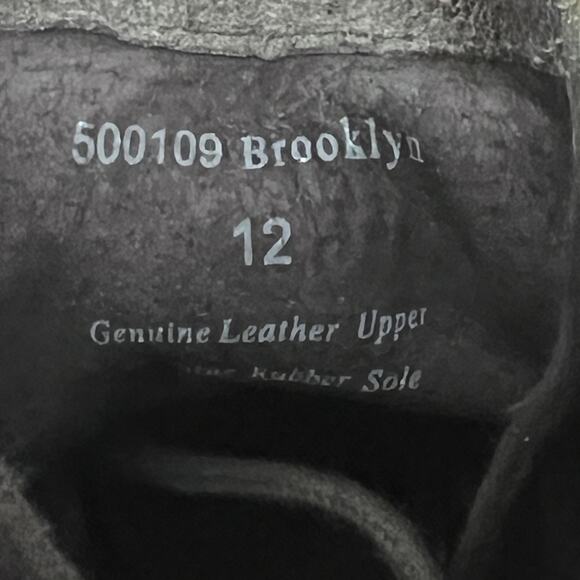 500109 Brooklyn
12
Genuine Leather Upper
Rubber Sole